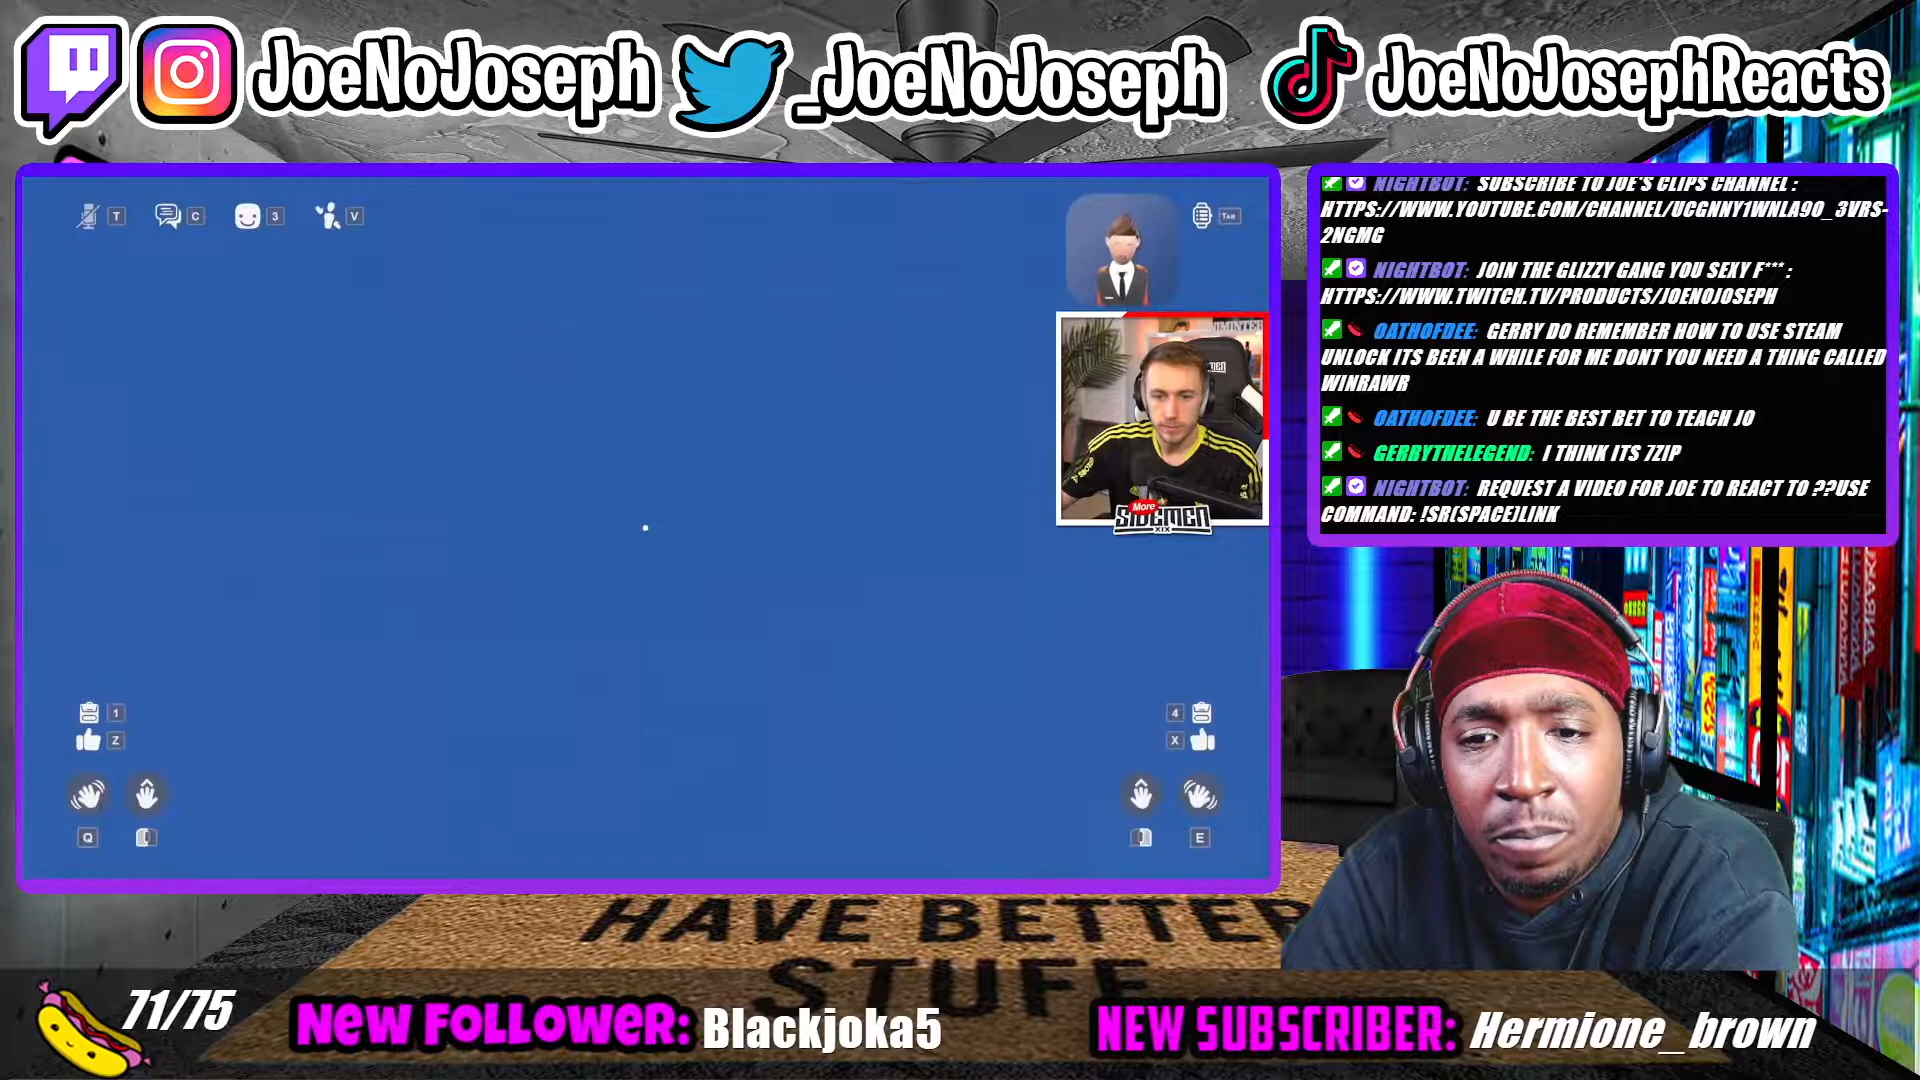 JoeNoJoseph
_JoeNoJoseph
JoeNoJosephReacts
T
C
3
V
TAB
NIGHTBOT: SUBSCRIBE TO JOE'S CLIPS CHANNEL :
HTTPS://WWW.YOUTUBE.COM/CHANNEL/UCGNNY1WNLA9O_3VRS-
2NGMG
NIGHTBOT: JOIN THE GLIZZY GANG YOU SEXY F*** :
HTTPS://WWW.TWITCH.TV/PRODUCTS/JOENOJOSEPH
OATHOFDEE: GERRY DO REMEMBER HOW TO USE STEAM
UNLOCK ITS BEEN A WHILE FOR ME DONT YOU NEED A THING CALLED
WINRAWR
OATHOFDEE: U BE THE BEST BET TO TEACH JO
GERRYTHELEGEND: I THINK ITS 7ZIP
NIGHTBOT: REQUEST A VIDEO FOR JOE TO REACT TO ??USE
COMMAND: !SR(SPACE)LINK
More
SIDEMEN
XIX
1
Z
4
X
Q
E
HAVE BETTER
STUFF
71/75
NEW FOLLOWER: Blackjoka5
NEW SUBSCRIBER: Hermione_brown